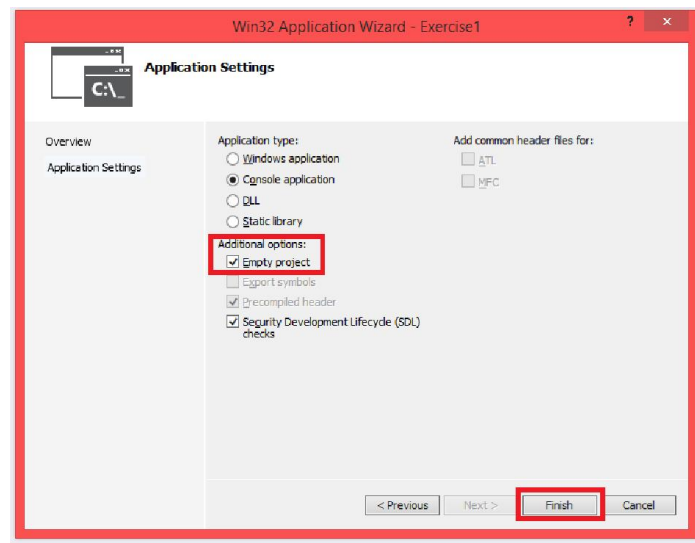 Win32 Application Wizard - Exercise1
? ×
C:\_
Application Settings
Overview
Application Settings
Application type:
Windows application
Console application
DLL
Static library
Additional options:
Empty project
Export symbols
Precompiled header
Security Development Lifecycle (SDL)
checks
Add common header files for:
ATL
MFC
< Previous
Next >
Finish
Cancel